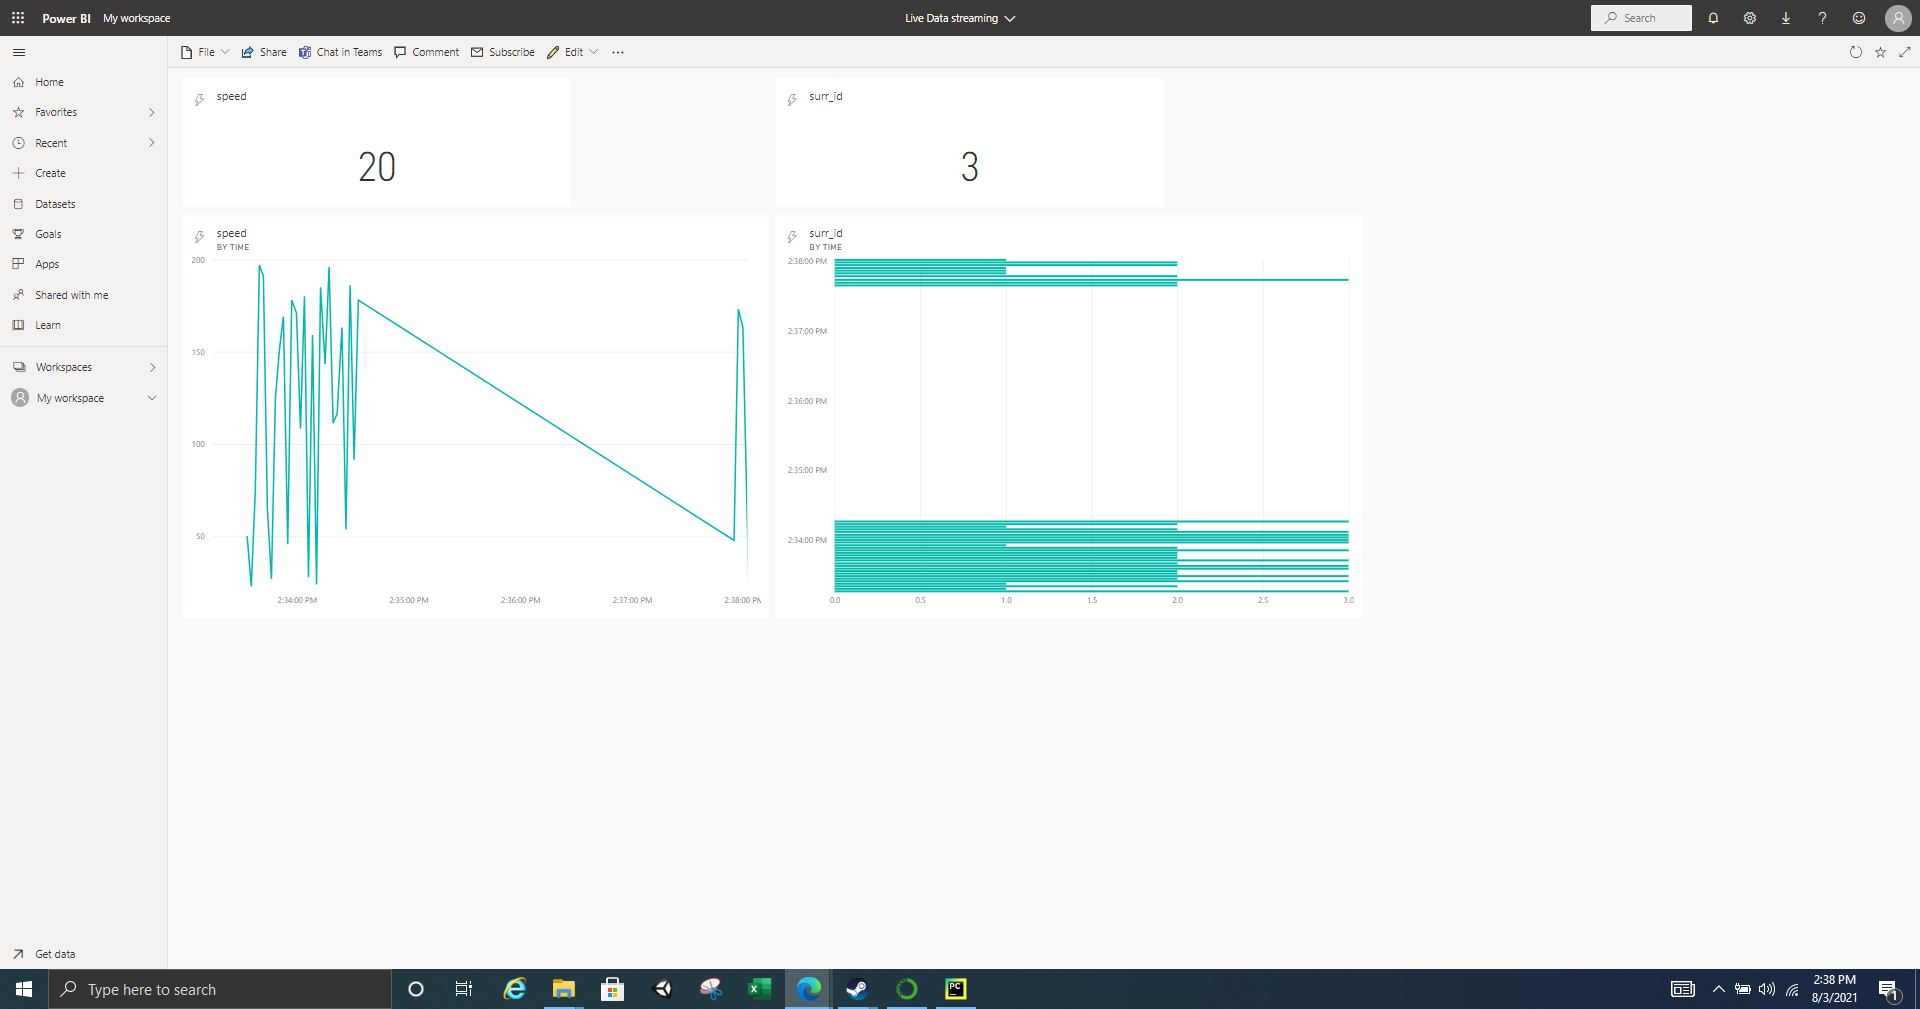 Power BI My workspace
Live Data streaming
Search
File Share Chat in Teams Comment Subscribe Edit
Home
Favorites
Recent
Create
Datasets
Goals
Apps
Shared with me
Learn
Workspaces
My workspace
Get data
speed
20
surr_id
3
speed
BY TIME
200
150
100
50
2:34:00 PM 2:35:00 PM 2:36:00 PM 2:37:00 PM 2:38:00 PM
surr_id
BY TIME
2:38:00 PM
2:37:00 PM
2:36:00 PM
2:35:00 PM
2:34:00 PM
0.0 0.5 1.0 1.5 2.0 2.5 3.0
Type here to search
PC
2:38 PM
8/3/2021
1